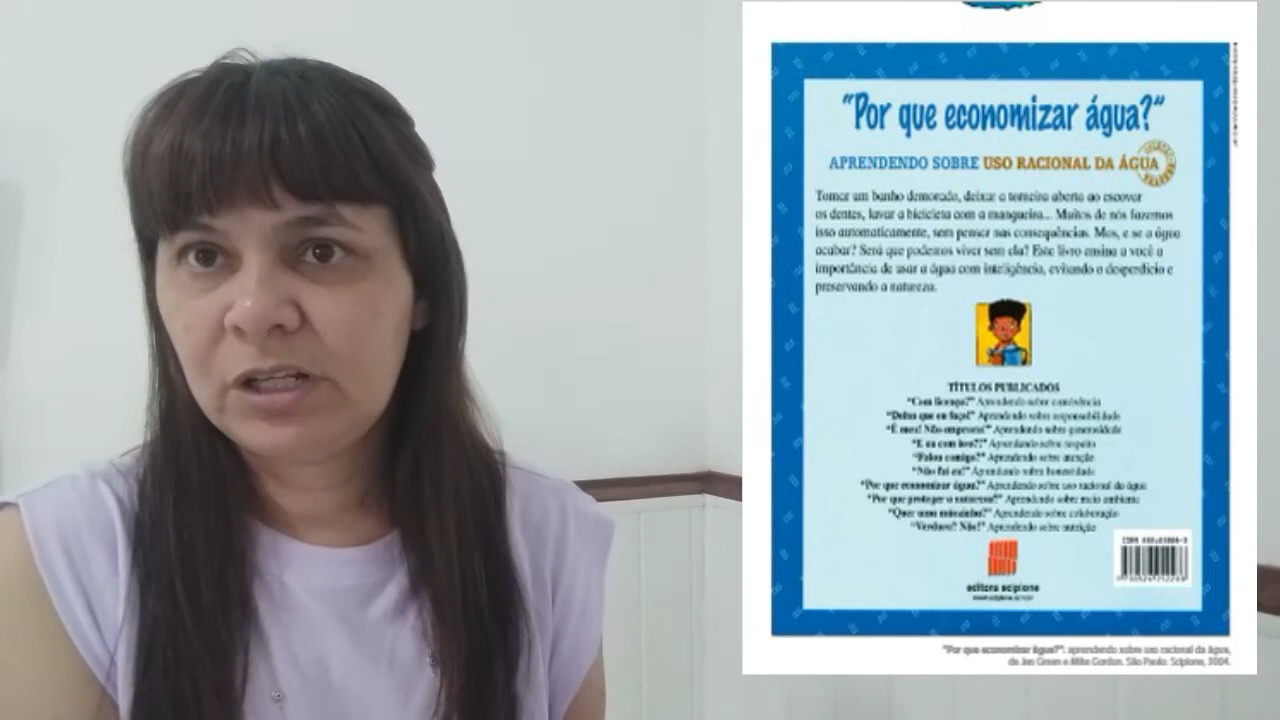 "Por que economizar água?"
APRENDENDO SOBRE USO RACIONAL DA ÁGUA
Tomar um banho demorado, deixar a torneira aberta ao escovar
os dentes, lavar a bicicleta com a mangueira... Muitos de nós fazemos
isso automaticamente, sem pensar nas consequências. Mas, e se a água
acabar? Será que podemos viver sem ela? Este livro ensina a você a
importância de usar a água com inteligência, evitando o desperdício e
preservando a natureza.
TÍTULOS PUBLICADOS
"Com licença?" Aprendendo sobre convivência
"Deixa que eu faço!" Aprendendo sobre responsabilidade
"É meu! Não empresto!" Aprendendo sobre generosidade
"E eu com isso?!" Aprendendo sobre respeito
"Falou comigo?" Aprendendo sobre atenção
"Não fui eu!" Aprendendo sobre honestidade
"Por que economizar água?" Aprendendo sobre uso racional da água
"Por que proteger a natureza?" Aprendendo sobre meio ambiente
"Quer uma mãozinha?" Aprendendo sobre colaboração
"Verdura? Não!" Aprendendo sobre nutrição
editora scipione
www.scipione.com.br
"Por que economizar água?": aprendendo sobre uso racional da água,
de Jen Green e Mike Gordon. São Paulo: Scipione, 2004.